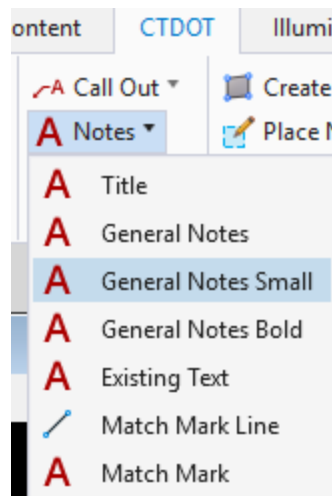 ontent CTDOT Illumi
A Call Out Create
A Notes Place N
A Title
A General Notes
A General Notes Small
A General Notes Bold
A Existing Text
Match Mark Line
A Match Mark